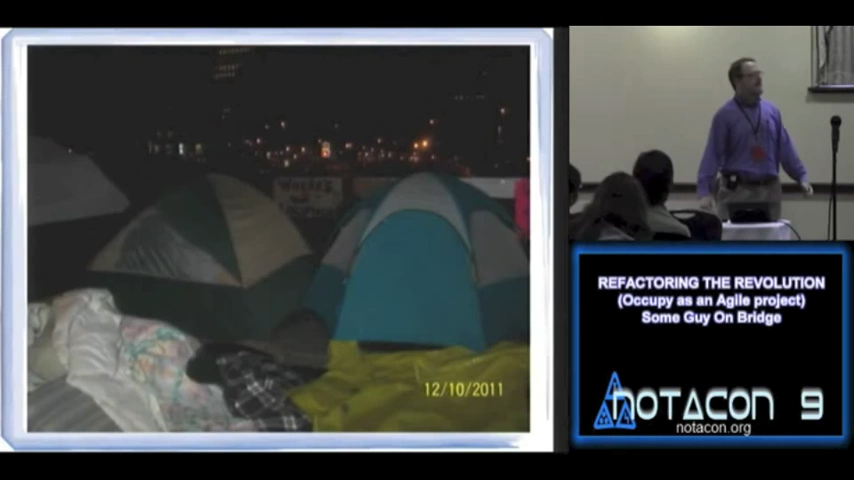 WHERE'S
12/10/2011
REFACTORING THE REVOLUTION
(Occupy as an Agile project)
Some Guy On Bridge
NOTACON 9
notacon.org